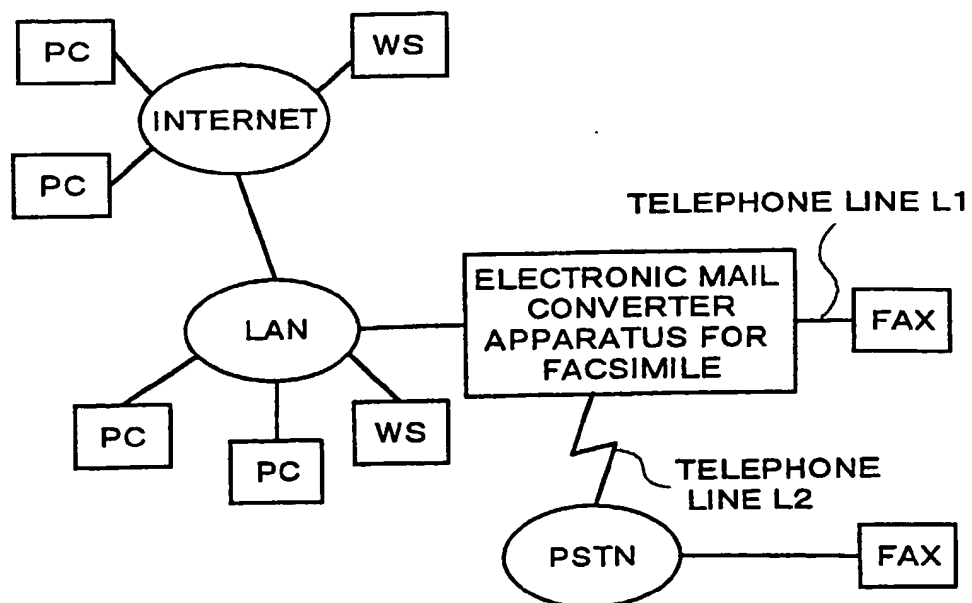 PC
WS
INTERNET
PC
TELEPHONE LINE L1
ELECTRONIC MAIL
CONVERTER
APPARATUS FOR
FACSIMILE
FAX
LAN
PC
PC
WS
TELEPHONE
LINE L2
PSTN
FAX